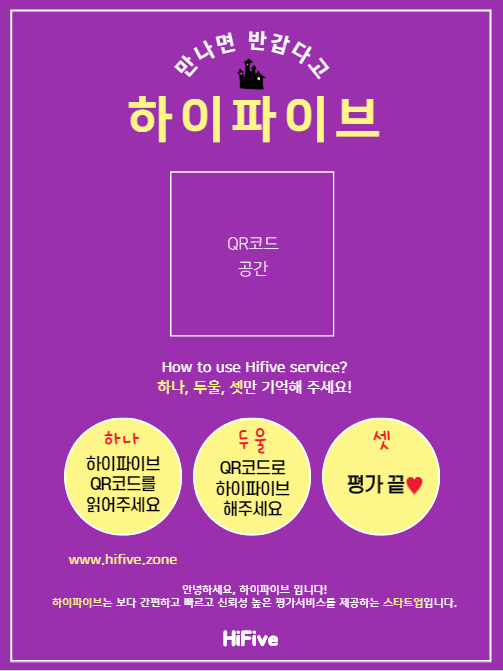 만나면 반갑다고
하이파이브
QR코드
공간
How to use Hifive service?
하나, 두울, 셋만 기억해 주세요!
하나
하이파이브
QR코드를
읽어주세요
두울
QR코드로
하이파이브
해주세요
셋
평가 끝♥
www.hifive.zone
안녕하세요, 하이파이브 입니다!
하이파이브는 보다 간편하고 빠르고 신뢰성 높은 평가서비스를 제공하는 스타트업입니다.
HiFive